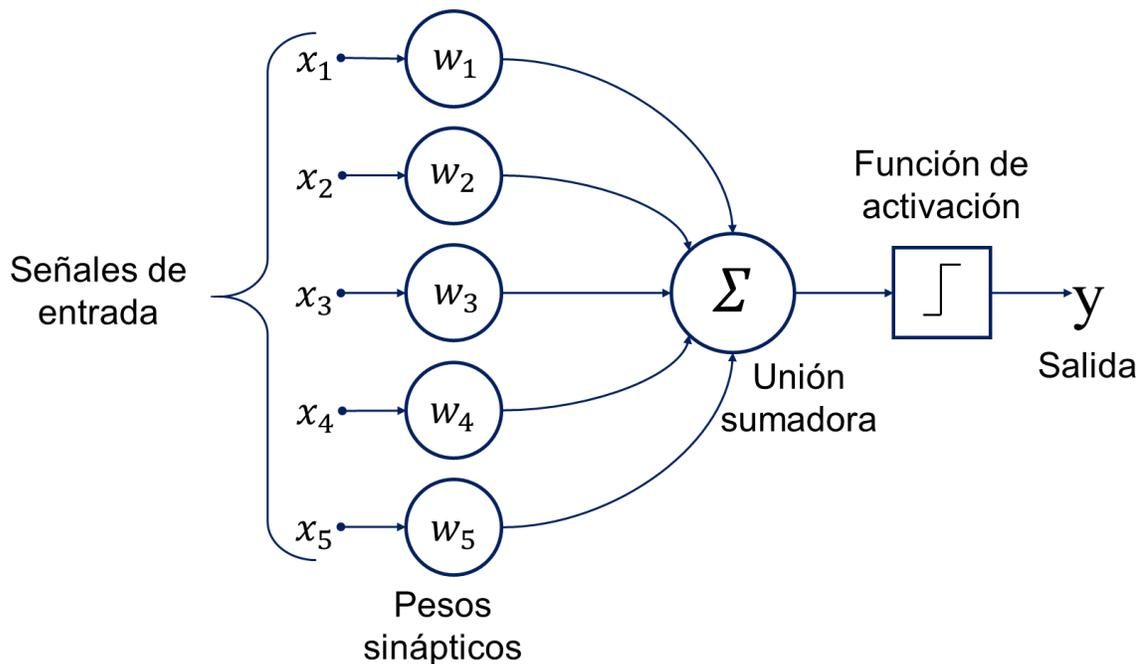 Señales de
entrada
x₁
w₁
x₂
w₂
x₃
w₃
x₄
w₄
x₅
w₅
Pesos
sinápticos
Σ
Unión
sumadora
Función de
activación
y
Salida